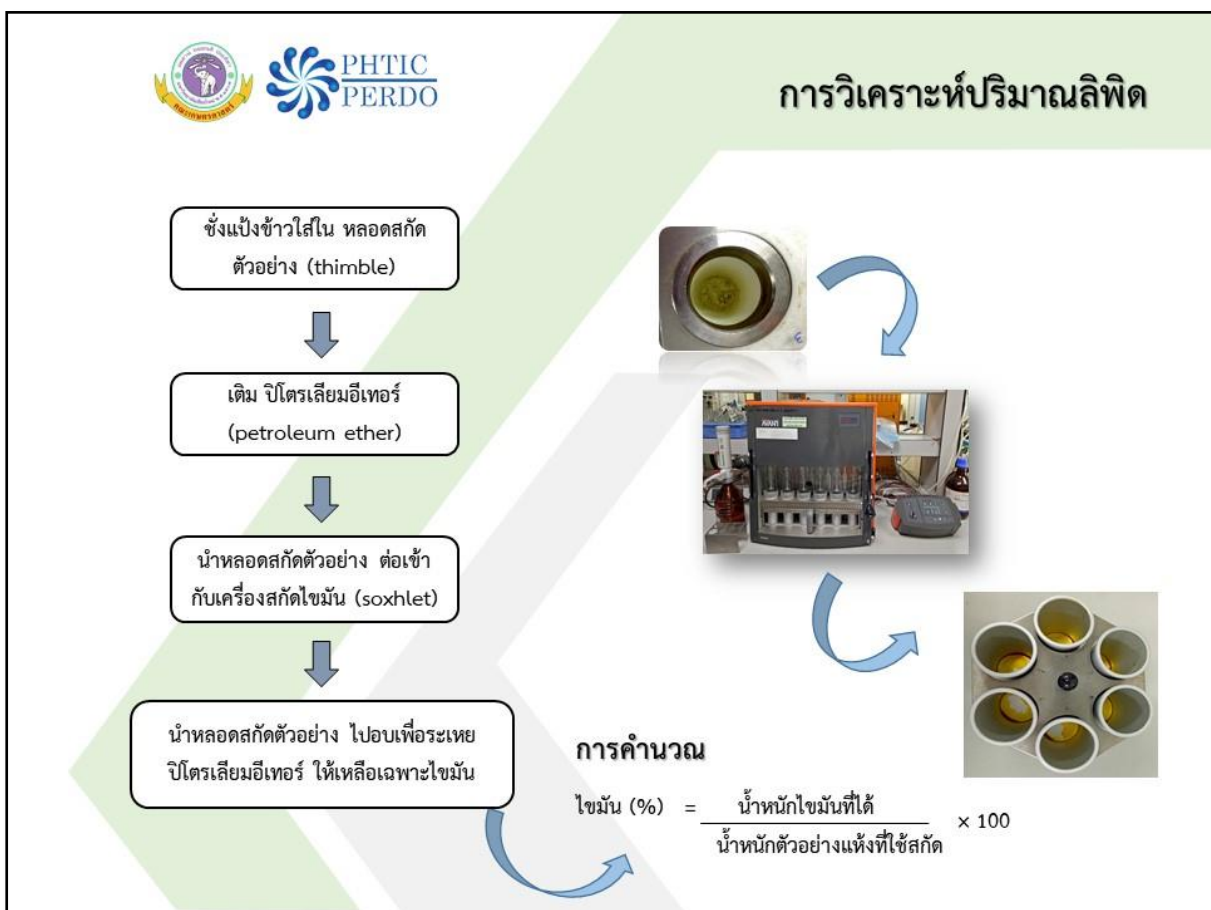 PHTIC
PERDO
การวิเคราะห์ปริมาณลิพิด
ชั่งแป้งข้าวใส่ใน หลอดสกัด
ตัวอย่าง (thimble)
เติม ปิโตรเลียมอีเทอร์
(petroleum ether)
นำหลอดสกัดตัวอย่าง ต่อเข้า
กับเครื่องสกัดไขมัน (soxhlet)
นำหลอดสกัดตัวอย่าง ไปอบเพื่อระเหย
ปิโตรเลียมอีเทอร์ ให้เหลือเฉพาะไขมัน
การคำนวณ
ไขมัน (%) = น้ำหนักไขมันที่ได้
น้ำหนักตัวอย่างแห้งที่ใช้สกัด
× 100